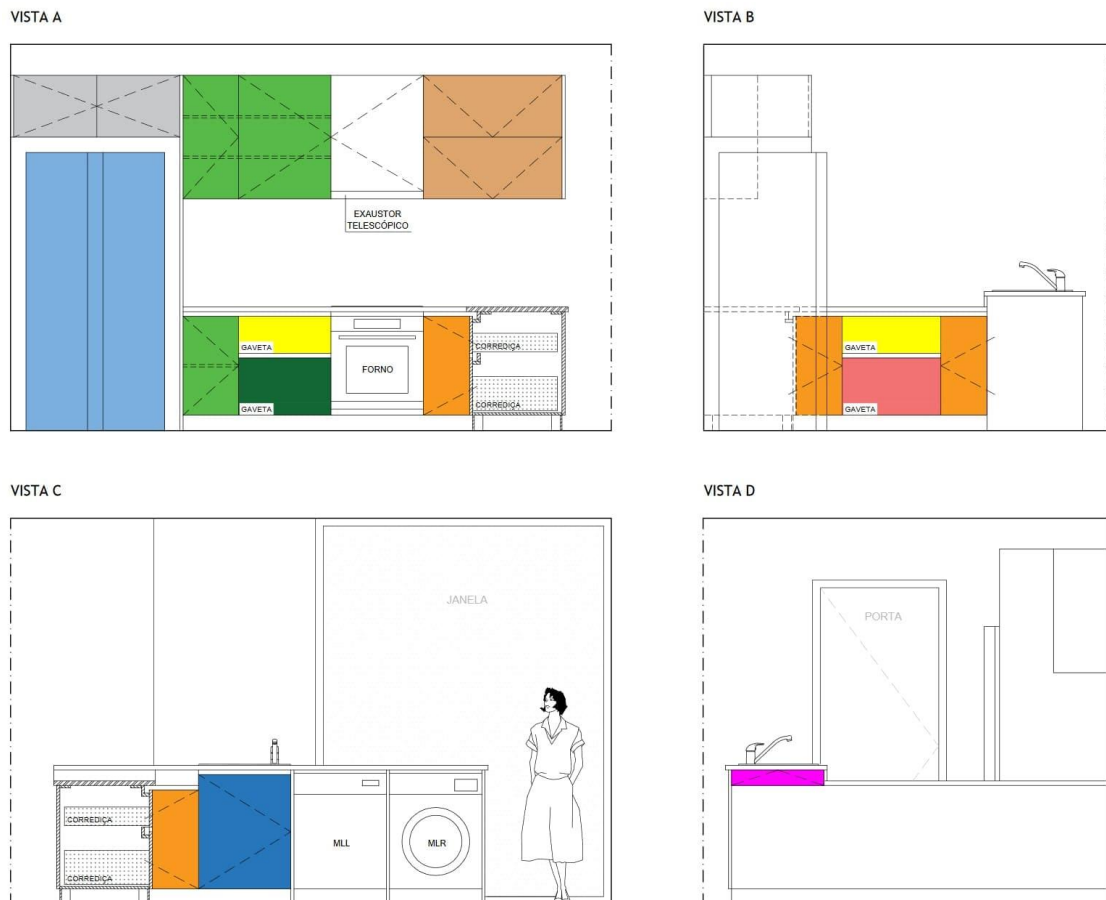 VISTA A
VISTA B
EXAUSTOR
TELESCÓPICO
GAVETA
CORREDIÇA
FORNO
GAVETA
CORREDIÇA
GAVETA
GAVETA
VISTA C
VISTA D
JANELA
PORTA
CORREDIÇA
MLL
MLR
CORREDIÇA